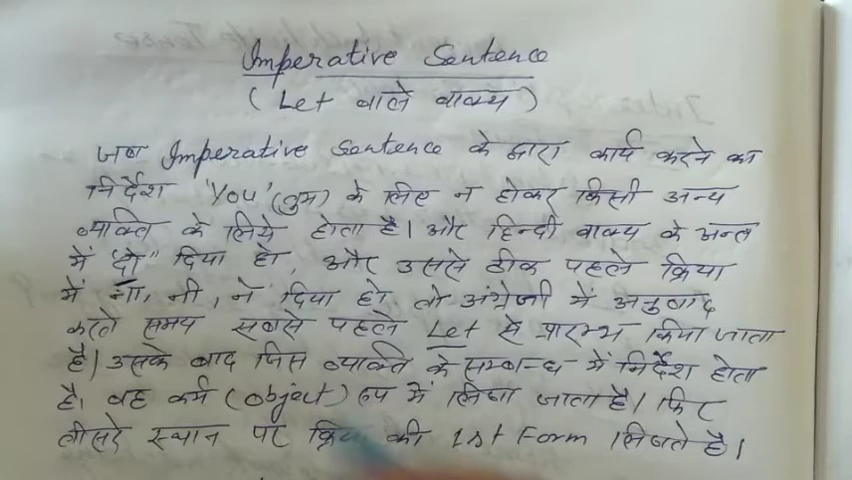 Imperative Sentence
(Let वाले वाक्य)
जब Imperative Sentence के द्वारा कार्य करने का
निर्देश 'You' (तुम) के लिए न होकर किसी अन्य
व्यक्ति के लिये होता है। और हिन्दी वाक्य के अन्त
में "दो" दिया हो, और उससे ठीक पहले क्रिया
में ना, नी, ने दिया हो तो अंग्रेजी में अनुवाद
करते समय सबसे पहले Let से प्रारम्भ किया जाता
है। उसके बाद जिस व्यक्ति के सम्बन्ध में निर्देश होता
है, वह कर्म (object) रूप में लिखा जाता है। फिर
तीसरे स्थान पर क्रिया की 1st Form लिखते है।